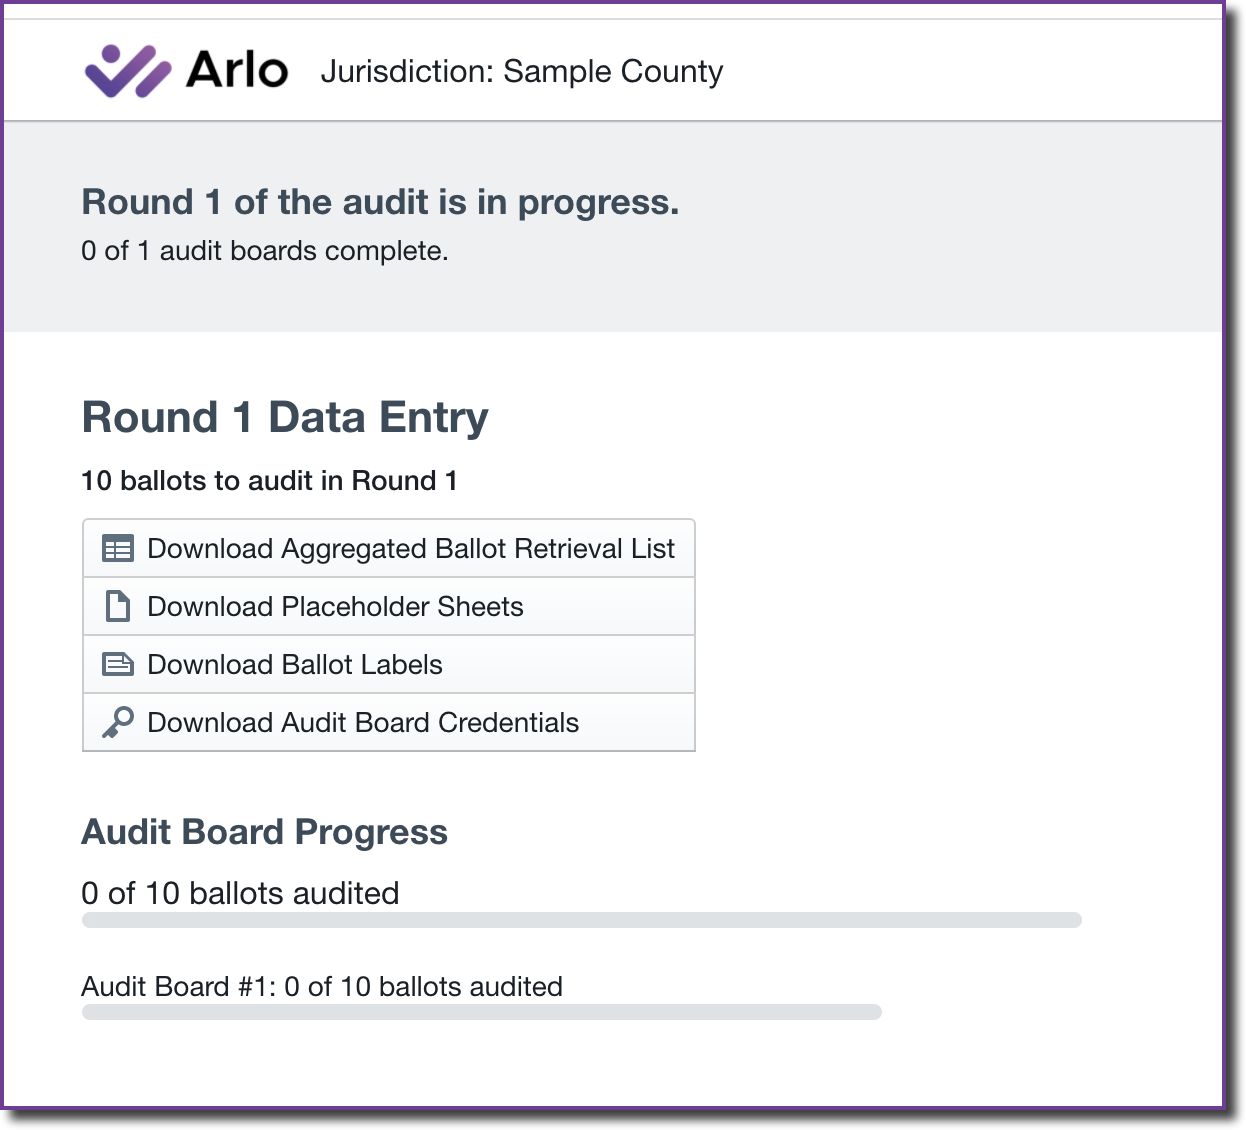 Arlo Jurisdiction: Sample County
Round 1 of the audit is in progress.
0 of 1 audit boards complete.
Round 1 Data Entry
10 ballots to audit in Round 1
Download Aggregated Ballot Retrieval List
Download Placeholder Sheets
Download Ballot Labels
Download Audit Board Credentials
Audit Board Progress
0 of 10 ballots audited
Audit Board #1: 0 of 10 ballots audited